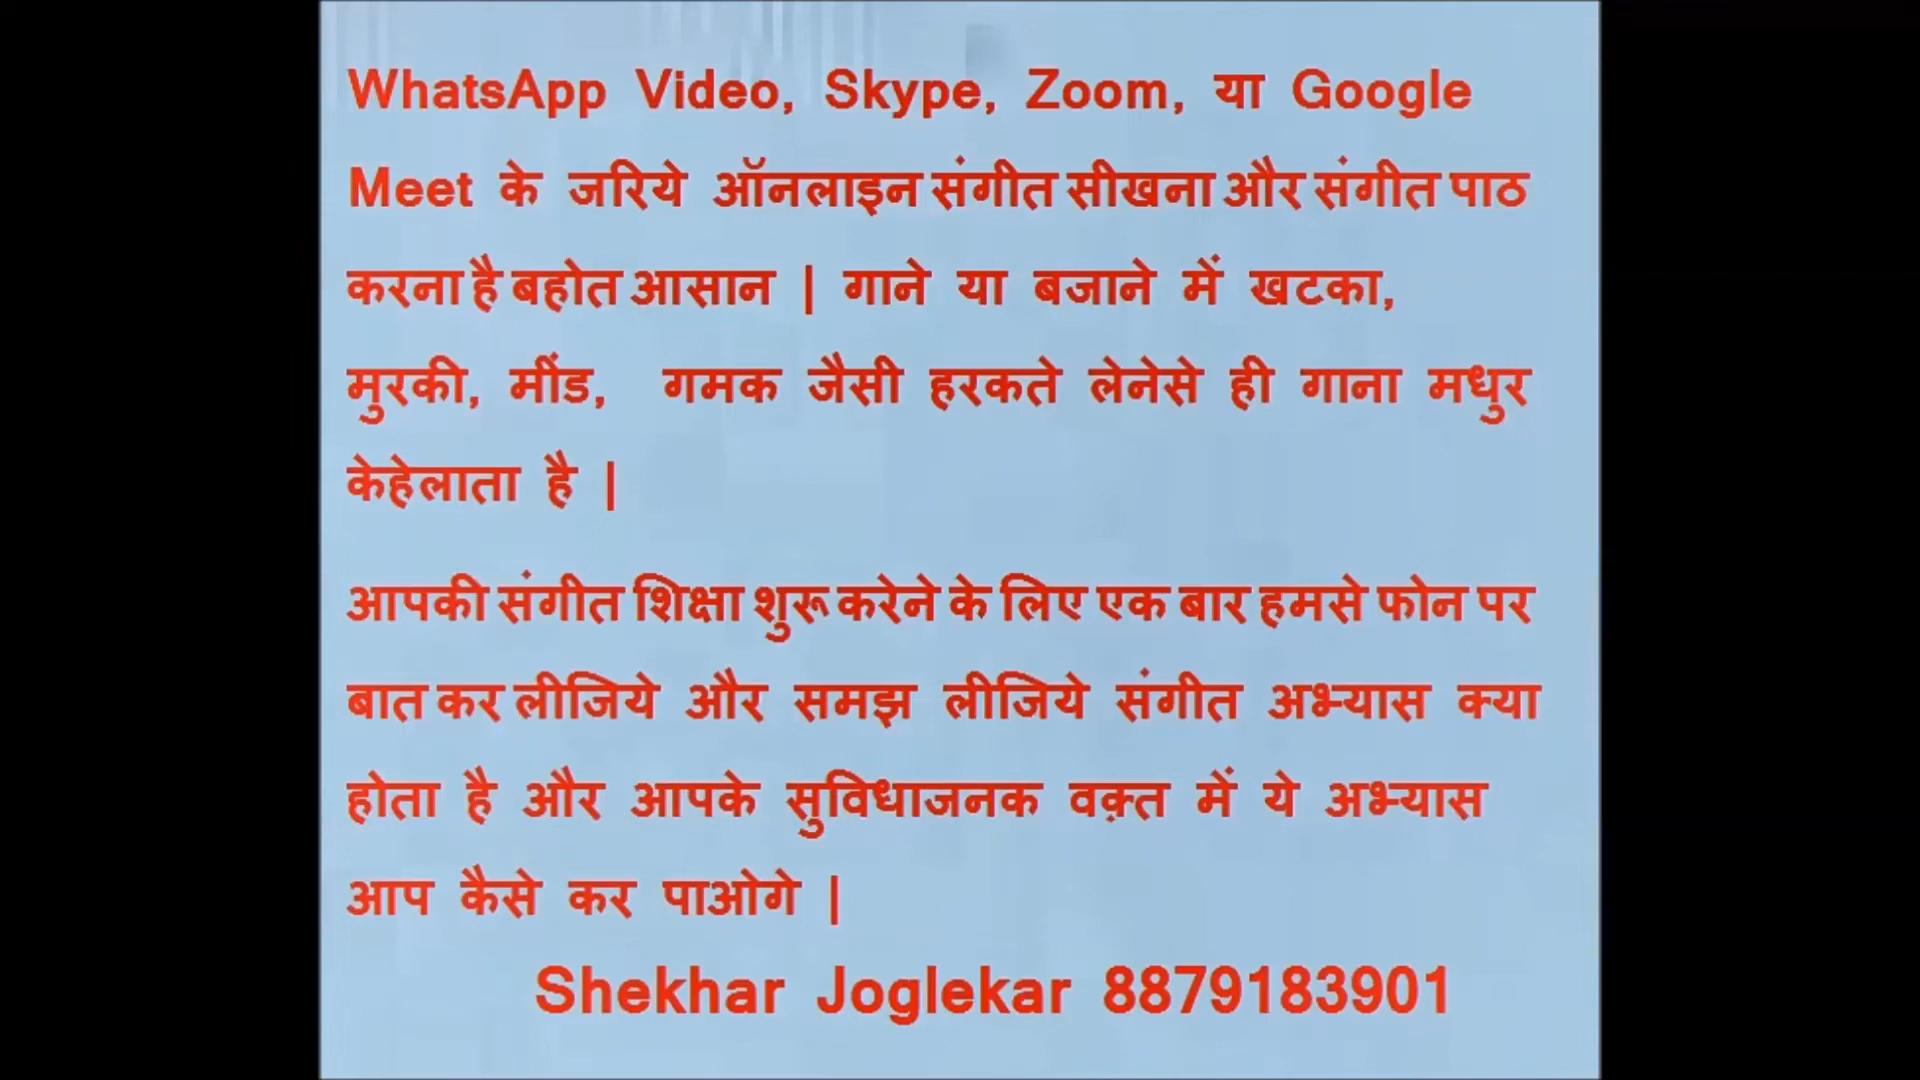 WhatsApp Video, Skype, Zoom, या Google
Meet के जरिये ऑनलाइन संगीत सीखना और संगीत पाठ
करना है बहोत आसान |  गाने या बजाने में खटका,
मुरकी, मींड, गमक जैसी हरकते लेनेसे ही गाना मधुर
केहेलाता है |
आपकी संगीत शिक्षा शुरू करेने के लिए एक बार हमसे फोन पर
बात कर लीजिये और समझ लीजिये संगीत अभ्यास क्या
होता है और आपके सुविधाजनक वक़्त में ये अभ्यास
आप कैसे कर पाओगे |
Shekhar Joglekar 8879183901